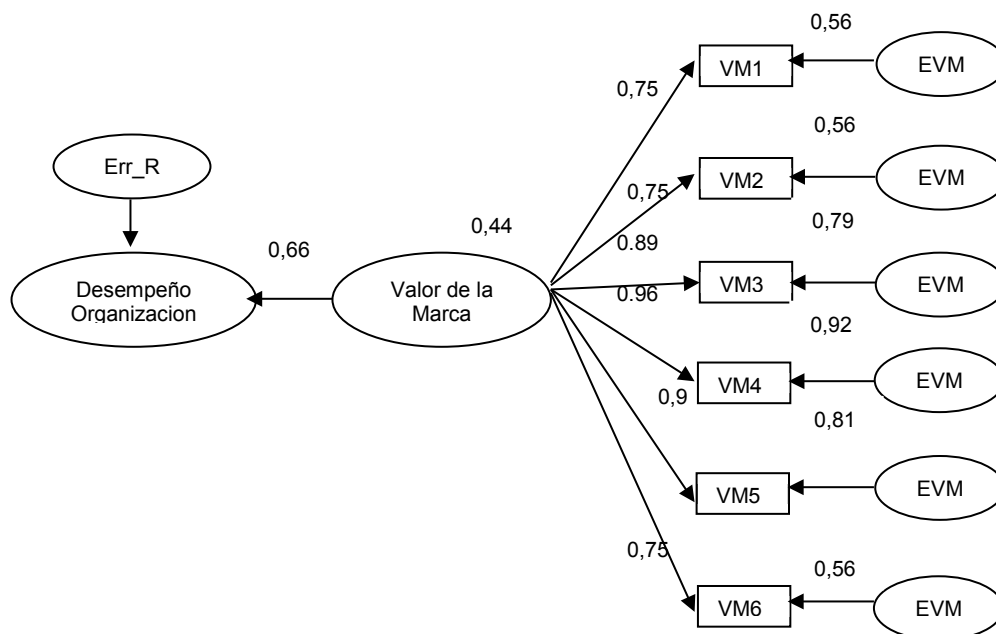 0,56
VM1
EVM
0,75
0,56
Err_R
VM2
EVM
0,75
0,79
0,44
0.89
0,66
Desempeño
Organizacion
Valor de la
Marca
VM3
EVM
0.96
0,92
VM4
EVM
0,9
0,81
VM5
EVM
0,75
0,56
VM6
EVM